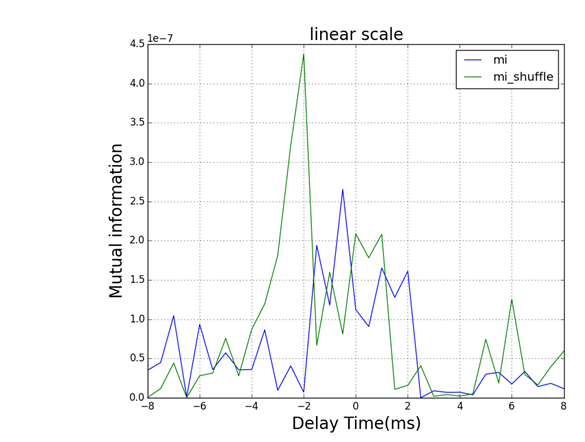 linear scale
1e−7
4.5
4.0
3.5
3.0
2.5
2.0
1.5
1.0
0.5
0.0
Mutual information
mi
mi_shuffle
−8 −6 −4 −2 0 2 4 6 8
Delay Time(ms)